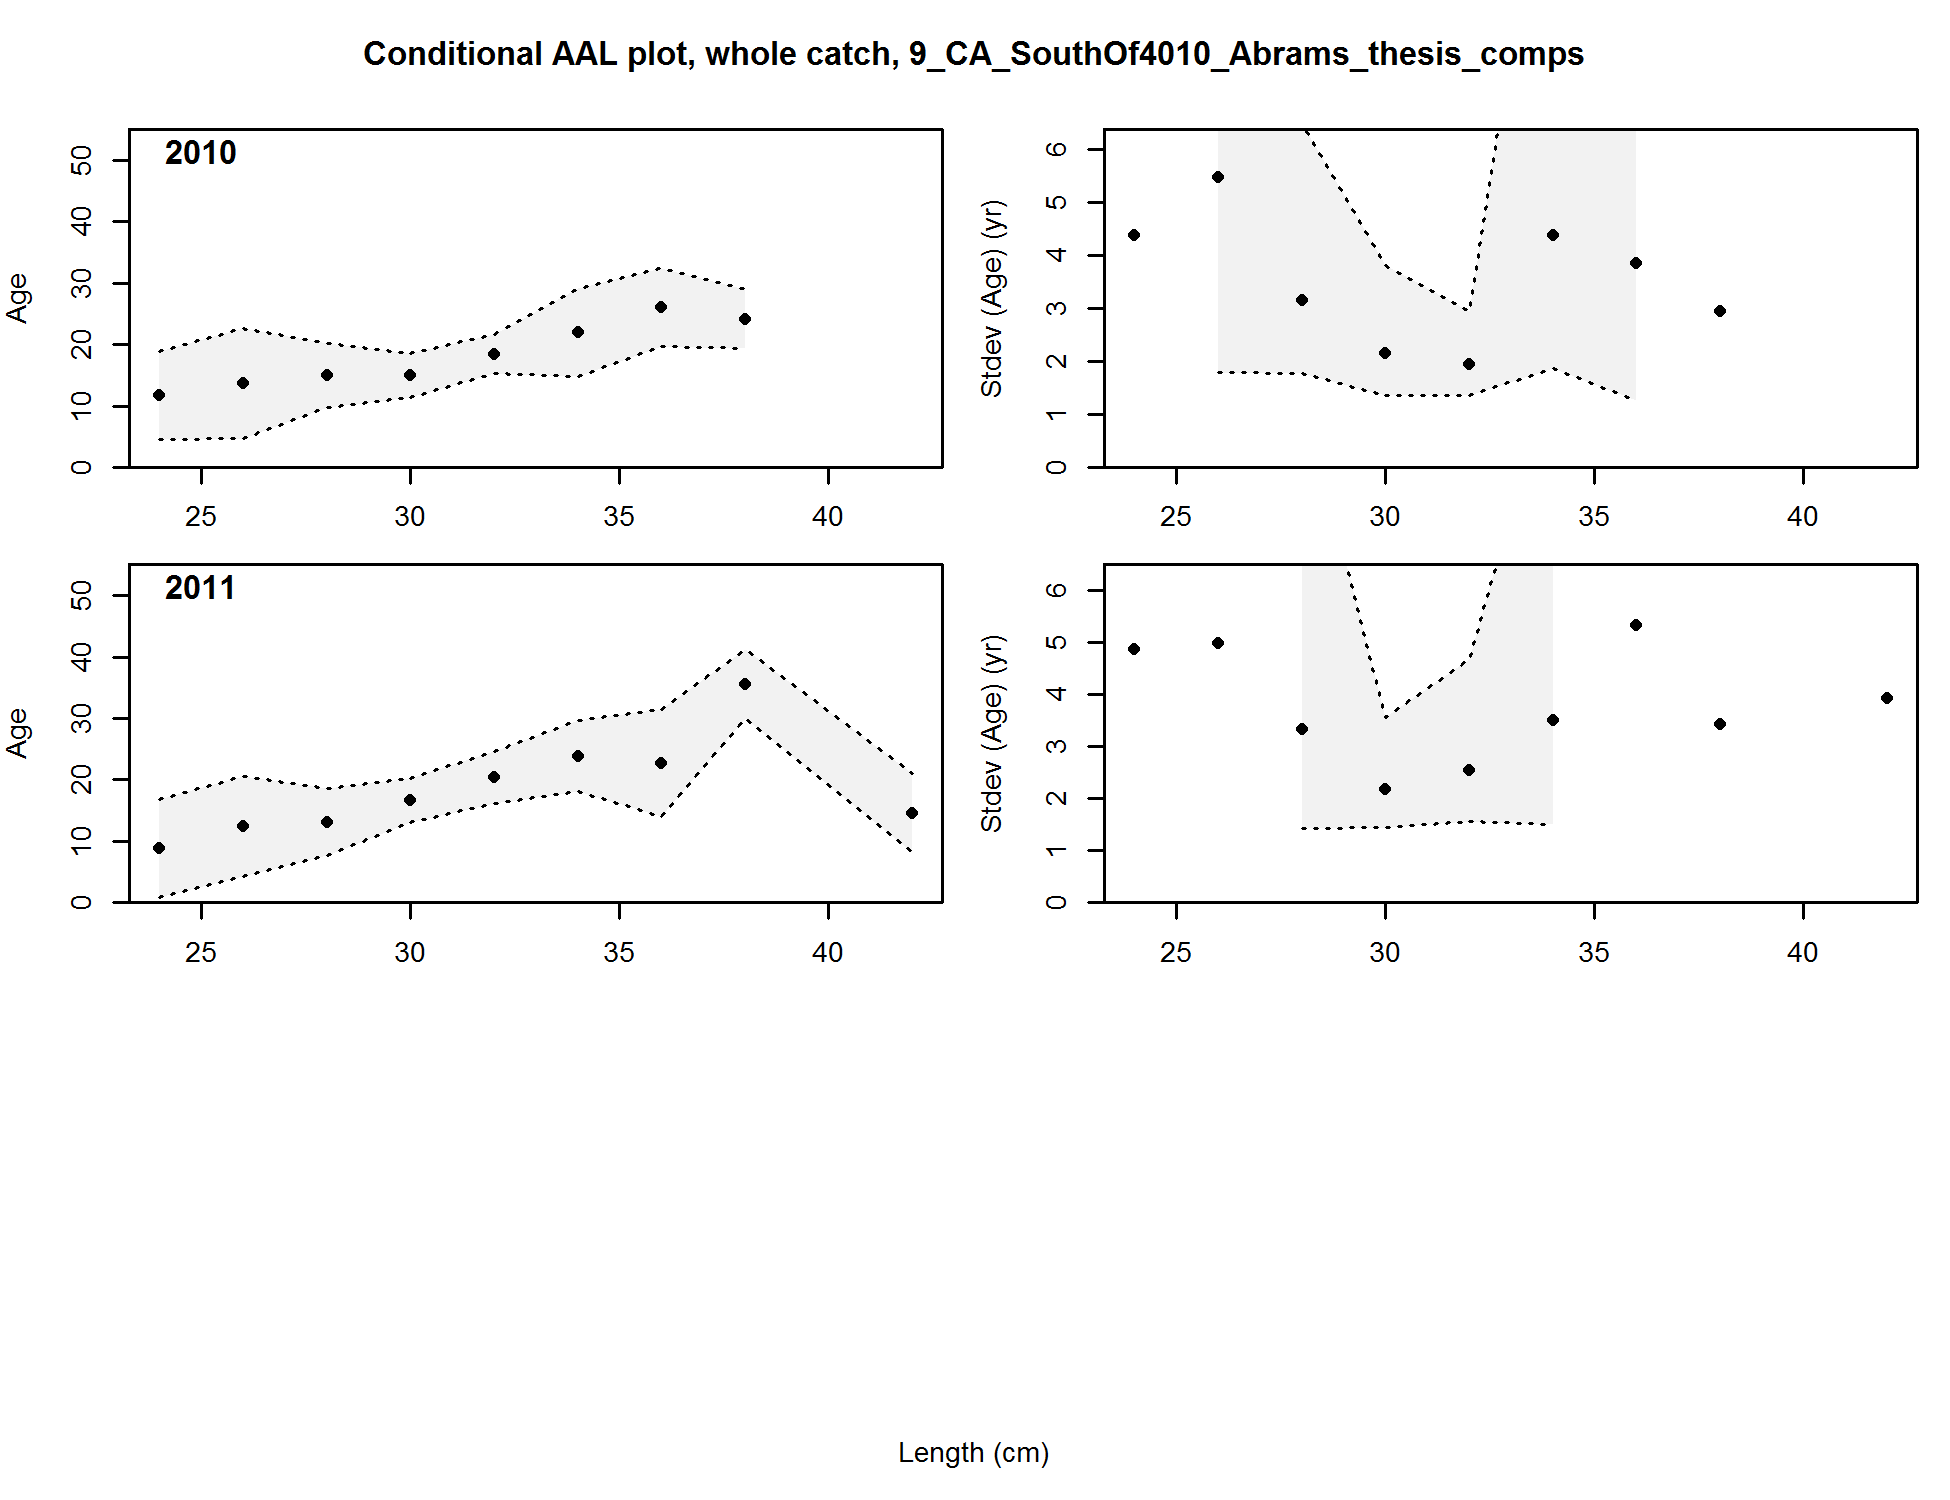 Conditional AAL plot, whole catch, 9_CA_SouthOf4010_Abrams_thesis_comps
2010
Age
0 10 20 30 40 50
25 30 35 40
Stdev (Age) (yr)
0 1 2 3 4 5 6
25 30 35 40
2011
Age
0 10 20 30 40 50
25 30 35 40
Stdev (Age) (yr)
0 1 2 3 4 5 6
25 30 35 40
Length (cm)